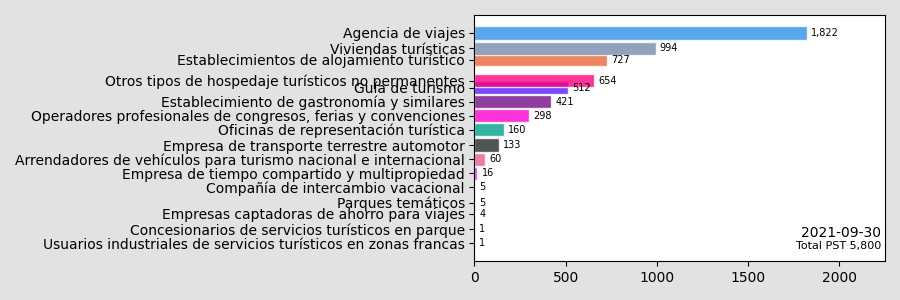 Agencia de viajes 1,822
Viviendas turísticas 994
Establecimientos de alojamiento turístico 727
Otros tipos de hospedaje turísticos no permanentes 654
Guía de turismo 512
Establecimiento de gastronomía y similares 421
Operadores profesionales de congresos, ferias y convenciones 298
Oficinas de representación turística 160
Empresa de transporte terrestre automotor 133
Arrendadores de vehículos para turismo nacional e internacional 60
Empresa de tiempo compartido y multipropiedad 16
Compañía de intercambio vacacional 5
Parques temáticos 5
Empresas captadoras de ahorro para viajes 4
Concesionarios de servicios turísticos en parque 1
Usuarios industriales de servicios turísticos en zonas francas 1
2021-09-30
Total PST 5,800
0 500 1000 1500 2000